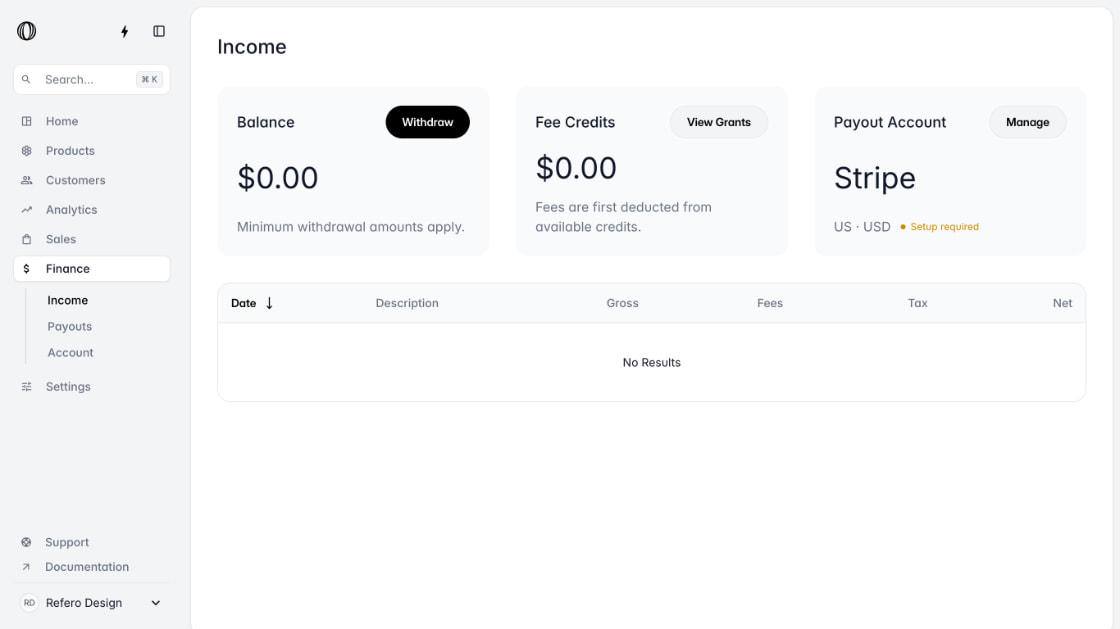 Search...
⌘ K
Home
Products
Customers
Analytics
Sales
$ Finance
Income
Payouts
Account
Settings
Support
Documentation
RD Refero Design
Income
Balance
Withdraw
$0.00
Minimum withdrawal amounts apply.
Fee Credits
View Grants
$0.00
Fees are first deducted from
available credits.
Payout Account
Manage
Stripe
US · USD
Setup required
Date ↓ Description Gross Fees Tax Net
No Results